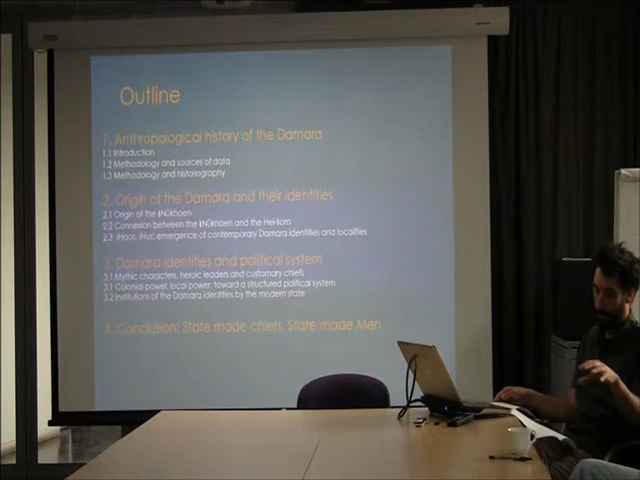 Outline
1. Anthropological history of the Damara
1.1 Introduction
1.2 Methodology and sources of data
1.3 Methodology and historiography
2. Origin of the Damara and their identities
2.1 Origin of the ǂNūkhoen
2.2 Connexion between the ǂNūkhoen and the Hei-ǁom
2.3 emergence of contemporary Damara identities and localities
3. Damara identities and political system
3.1 Mythic characters, heroic leaders and customary chiefs
3.1 Colonial power, local power: toward a structured political system
3.2 Institutions of the Damara identities by the modern state
4. Conclusion: State made chiefs, State made Men